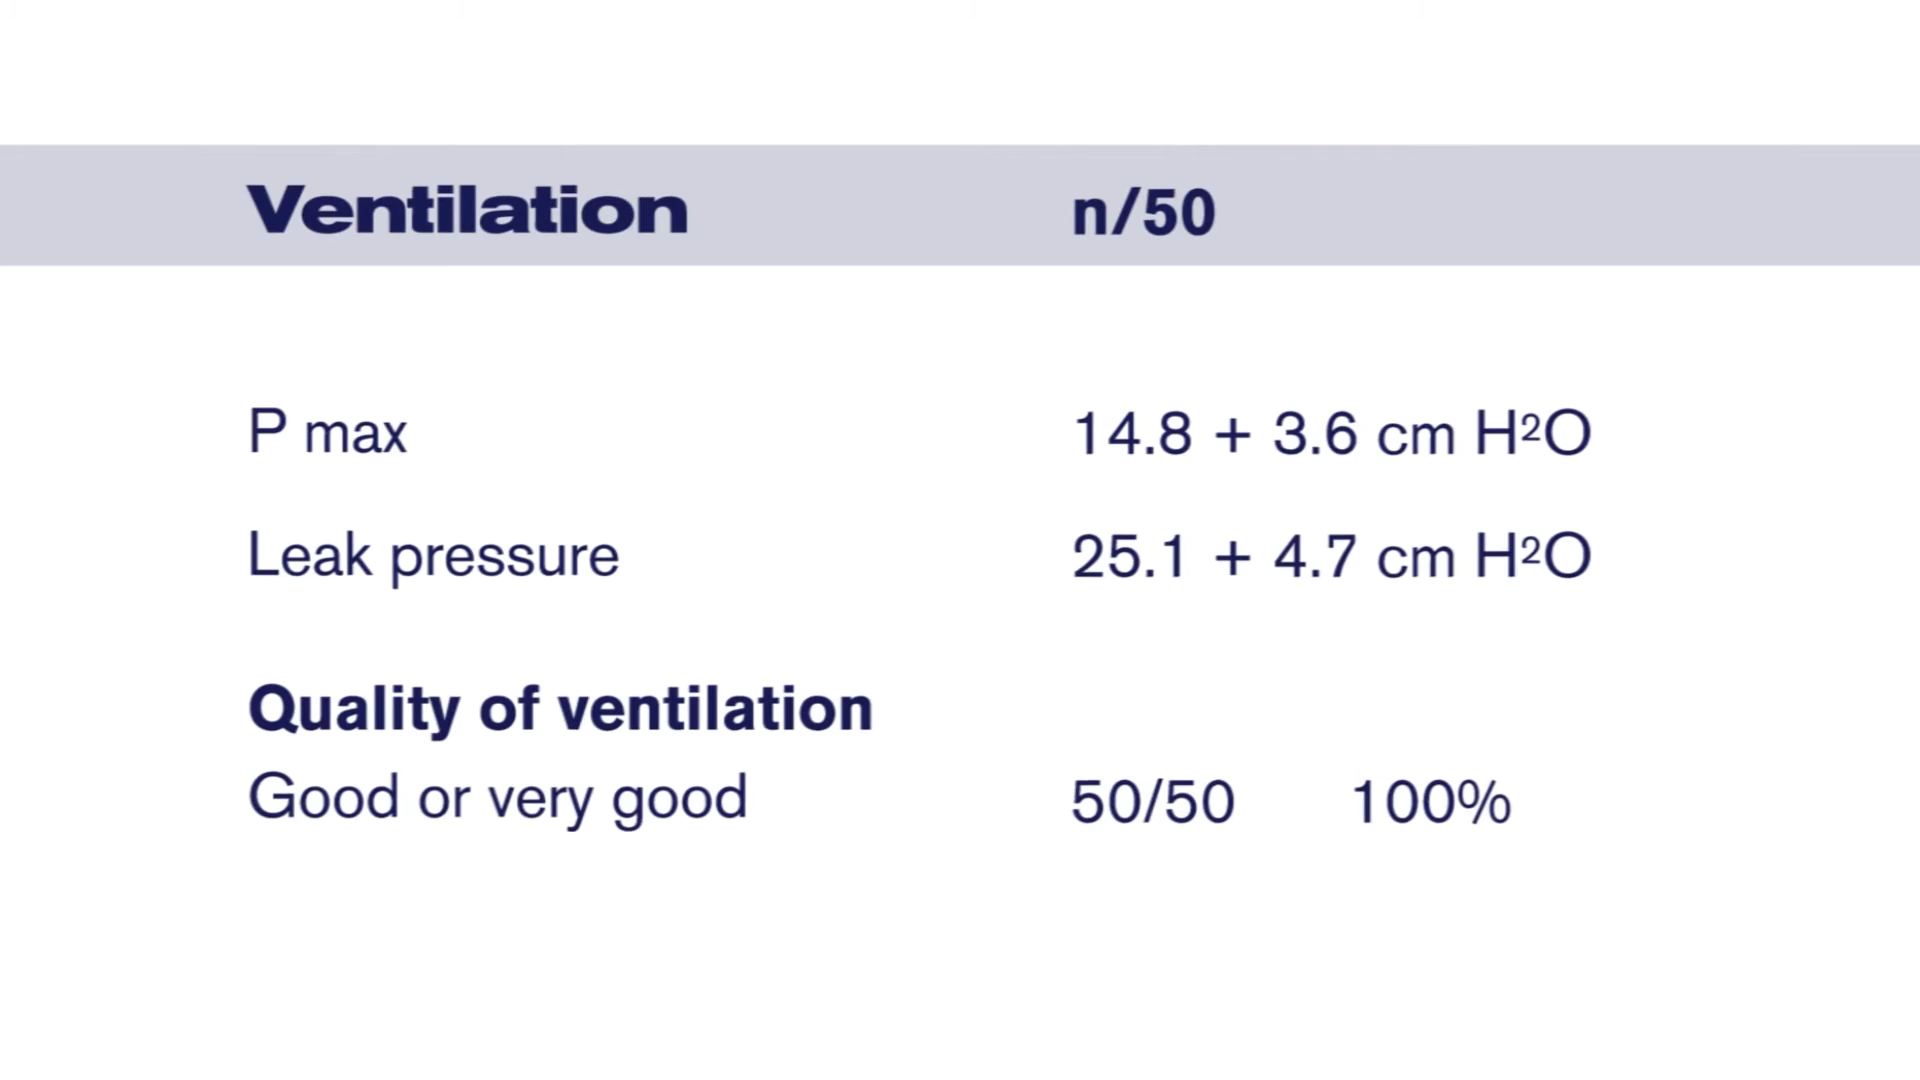 Ventilation n/50
P max 14.8 + 3.6 cm H2O
Leak pressure 25.1 + 4.7 cm H2O
Quality of ventilation
Good or very good 50/50 100%